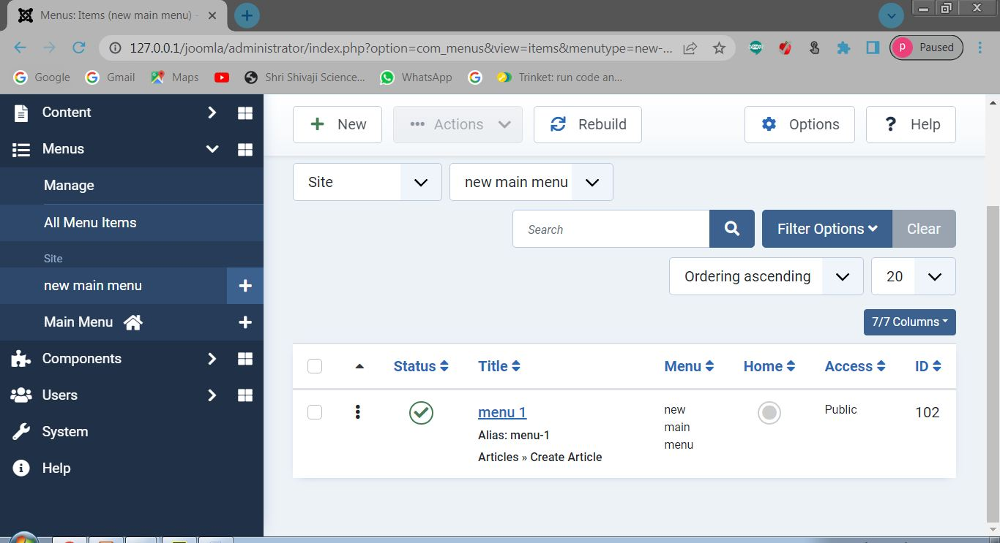 Menus: Items (new main menu) -
127.0.0.1/joomla/administrator/index.php?option=com_menus&view=items&menutype=new-...
P Paused
Google Gmail Maps Shri Shivaji Science... WhatsApp Trinket: run code an...
Content
Menus
Manage
All Menu Items
Site
new main menu
Main Menu
Components
Users
System
Help
New Actions Rebuild Options Help
Site new main menu
Search Filter Options Clear
Ordering ascending 20
7/7 Columns
Status Title Menu Home Access ID
menu 1 new main menu Public 102
Alias: menu-1
Articles » Create Article